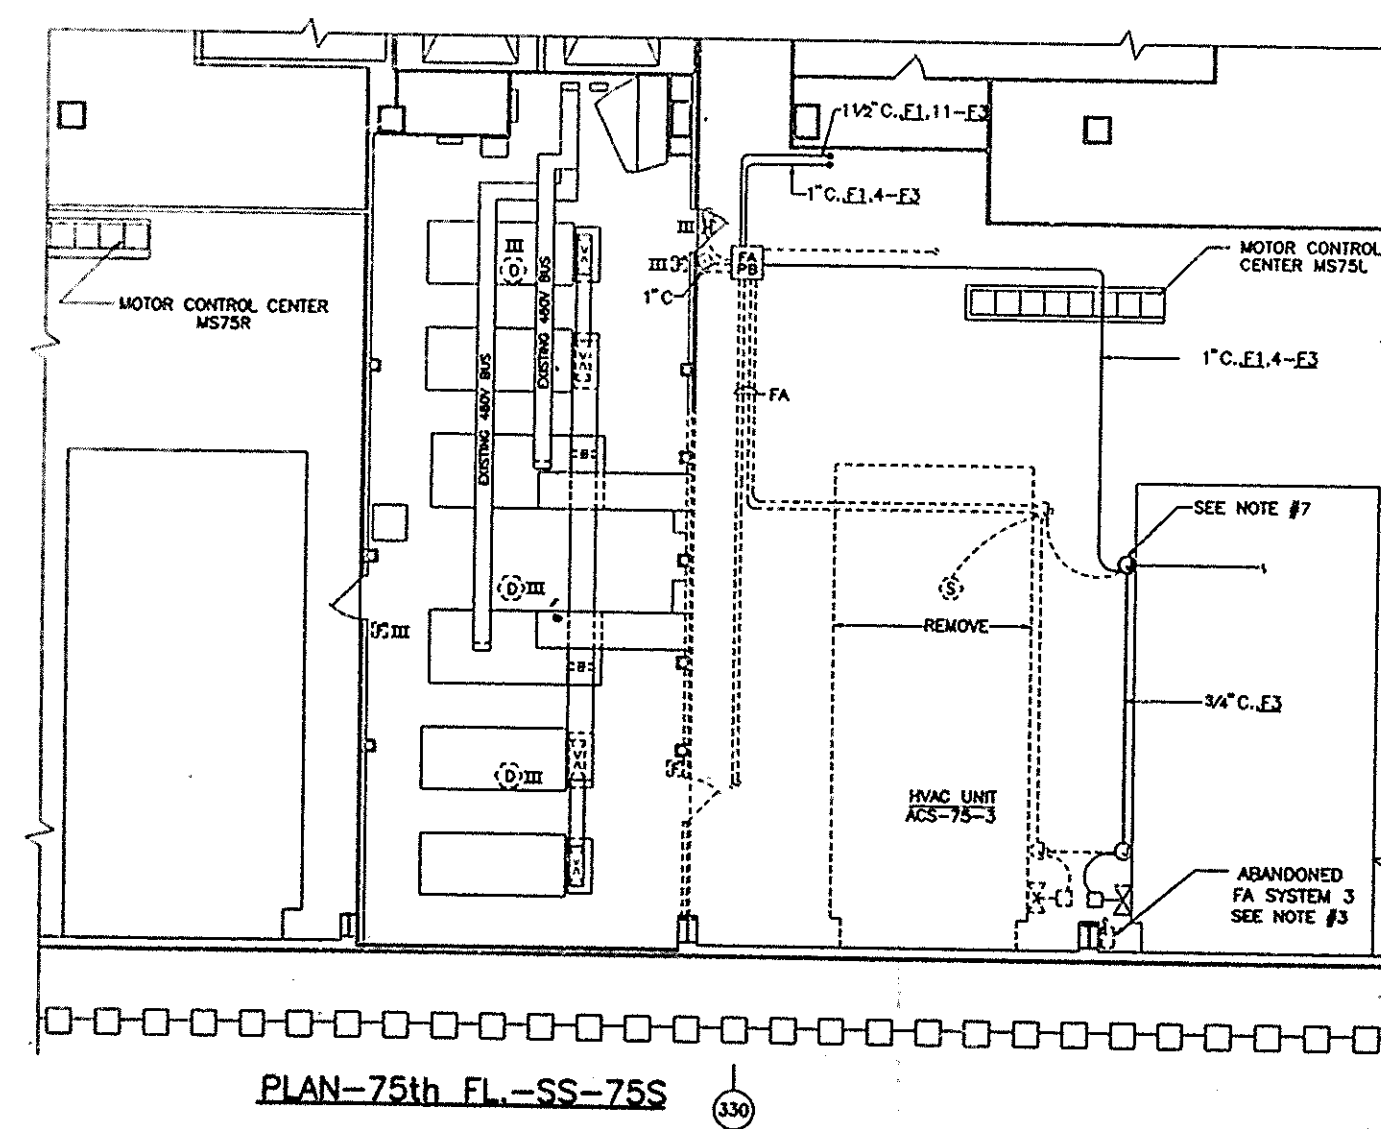 1 1/2" C.,F1,11-F3
1" C.,F1,4-F3
III H
III F
FA
PB
1" C
MOTOR CONTROL
CENTER MS75L
MOTOR CONTROL CENTER
MS75R
III
D
EXISTING 480V BUS
EXISTING 480V BUS
1" C.,F1,4-F3
FA
SEE NOTE #7
D III
S
REMOVE
F III
3/4" C.,F3
D III
F
HVAC UNIT
ACS-75-3
ABANDONED
FA SYSTEM 3
SEE NOTE #3
PLAN-75th FL.-SS-75S
330